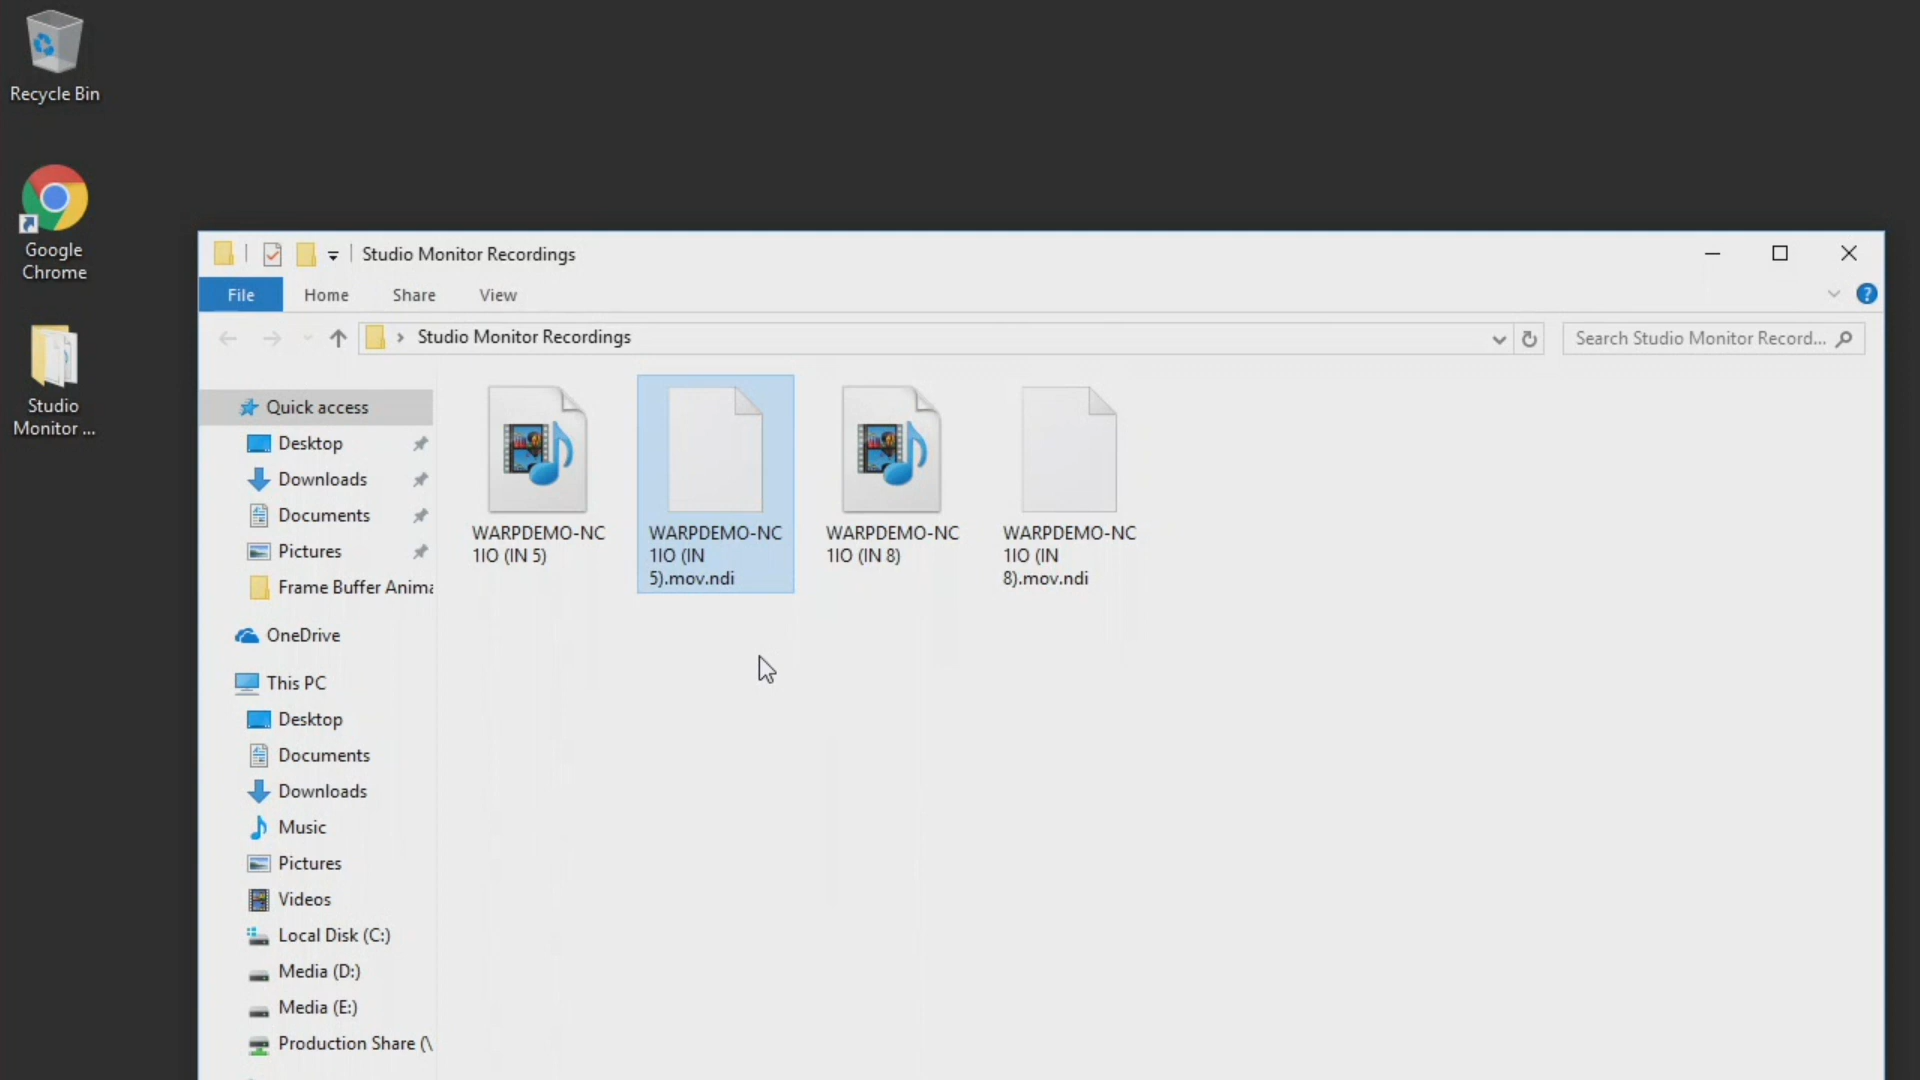 Recycle Bin
Google
Chrome
Studio
Monitor ...
Studio Monitor Recordings
File
Home
Share
View
?
Studio Monitor Recordings
Search Studio Monitor Record...
Quick access
Desktop
Downloads
Documents
Pictures
Frame Buffer Anima
OneDrive
This PC
Desktop
Documents
Downloads
Music
Pictures
Videos
Local Disk (C:)
Media (D:)
Media (E:)
Production Share (\
WARPDEMO-NC
1IO (IN 5)
WARPDEMO-NC
1IO (IN
5).mov.ndi
WARPDEMO-NC
1IO (IN 8)
WARPDEMO-NC
1IO (IN
8).mov.ndi